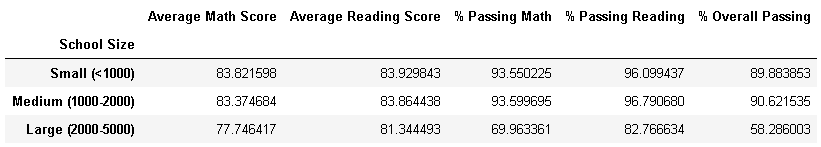 Average Math Score Average Reading Score % Passing Math % Passing Reading % Overall Passing
School Size
Small (<1000) 83.821598 83.929843 93.550225 96.099437 89.883853
Medium (1000-2000) 83.374684 83.864438 93.599695 96.790680 90.621535
Large (2000-5000) 77.746417 81.344493 69.963361 82.766634 58.286003